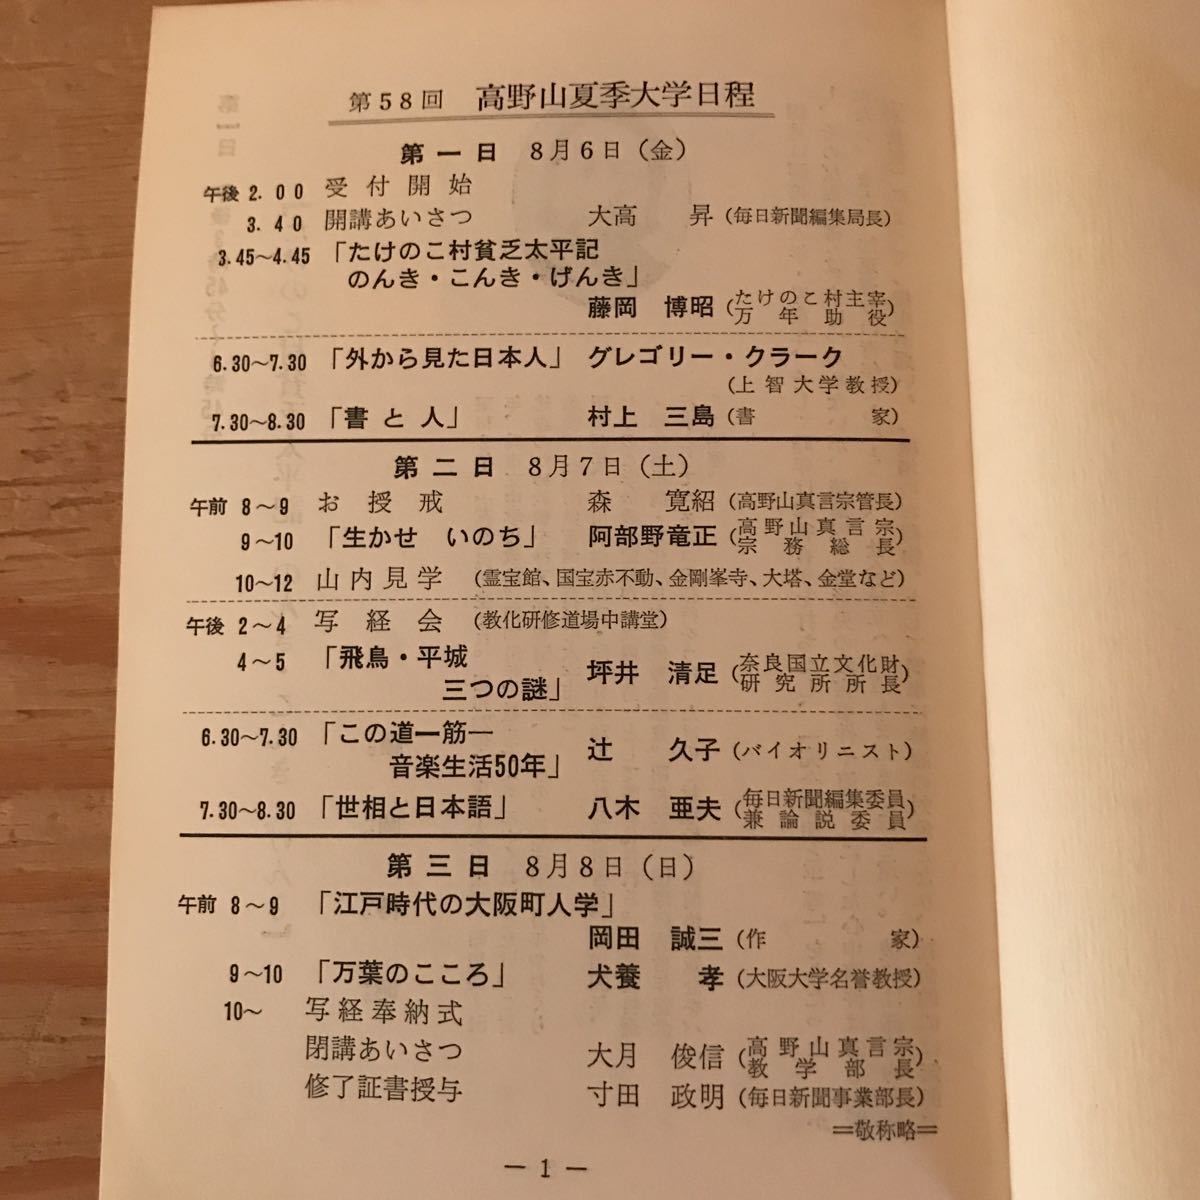 第58回 高野山夏季大学日程
第一日 8月6日(金)
午後2.00 受付開始
3.40 開講あいさつ 大高 昇(毎日新聞編集局長)
3.45〜4.45 「たけのこ村貧乏太平記
のんき・こんき・げんき」
藤岡 博昭(たけのこ村主宰
万年助役)
6.30〜7.30 「外から見た日本人」 グレゴリー・クラーク
(上智大学教授)
7.30〜8.30 「書と人」 村上 三島(書 家)
第二日 8月7日(土)
午前 8〜9 お授戒 森 寛紹(高野山真言宗管長)
9〜10 「生かせ いのち」 阿部野竜正(高野山真言宗
宗務総長)
10〜12 山内見学 (霊宝館、国宝赤不動、金剛峯寺、大塔、金堂など)
午後 2〜4 写経会 (教化研修道場中講堂)
4〜5 「飛鳥・平城
三つの謎」 坪井 清足(奈良国立文化財
研究所所長)
6.30〜7.30 「この道一筋—
音楽生活50年」 辻 久子(バイオリニスト)
7.30〜8.30 「世相と日本語」 八木 亜夫(毎日新聞編集委員
兼論説委員)
第三日 8月8日(日)
午前 8〜9 「江戸時代の大阪町人学」
岡田 誠三(作 家)
9〜10 「万葉のこころ」 犬養 孝(大阪大学名誉教授)
10〜 写経奉納式
閉講あいさつ 大月 俊信(高野山真言宗
教学部長)
修了証書授与 寸田 政明(毎日新聞事業部長)
=敬称略=
— 1 —